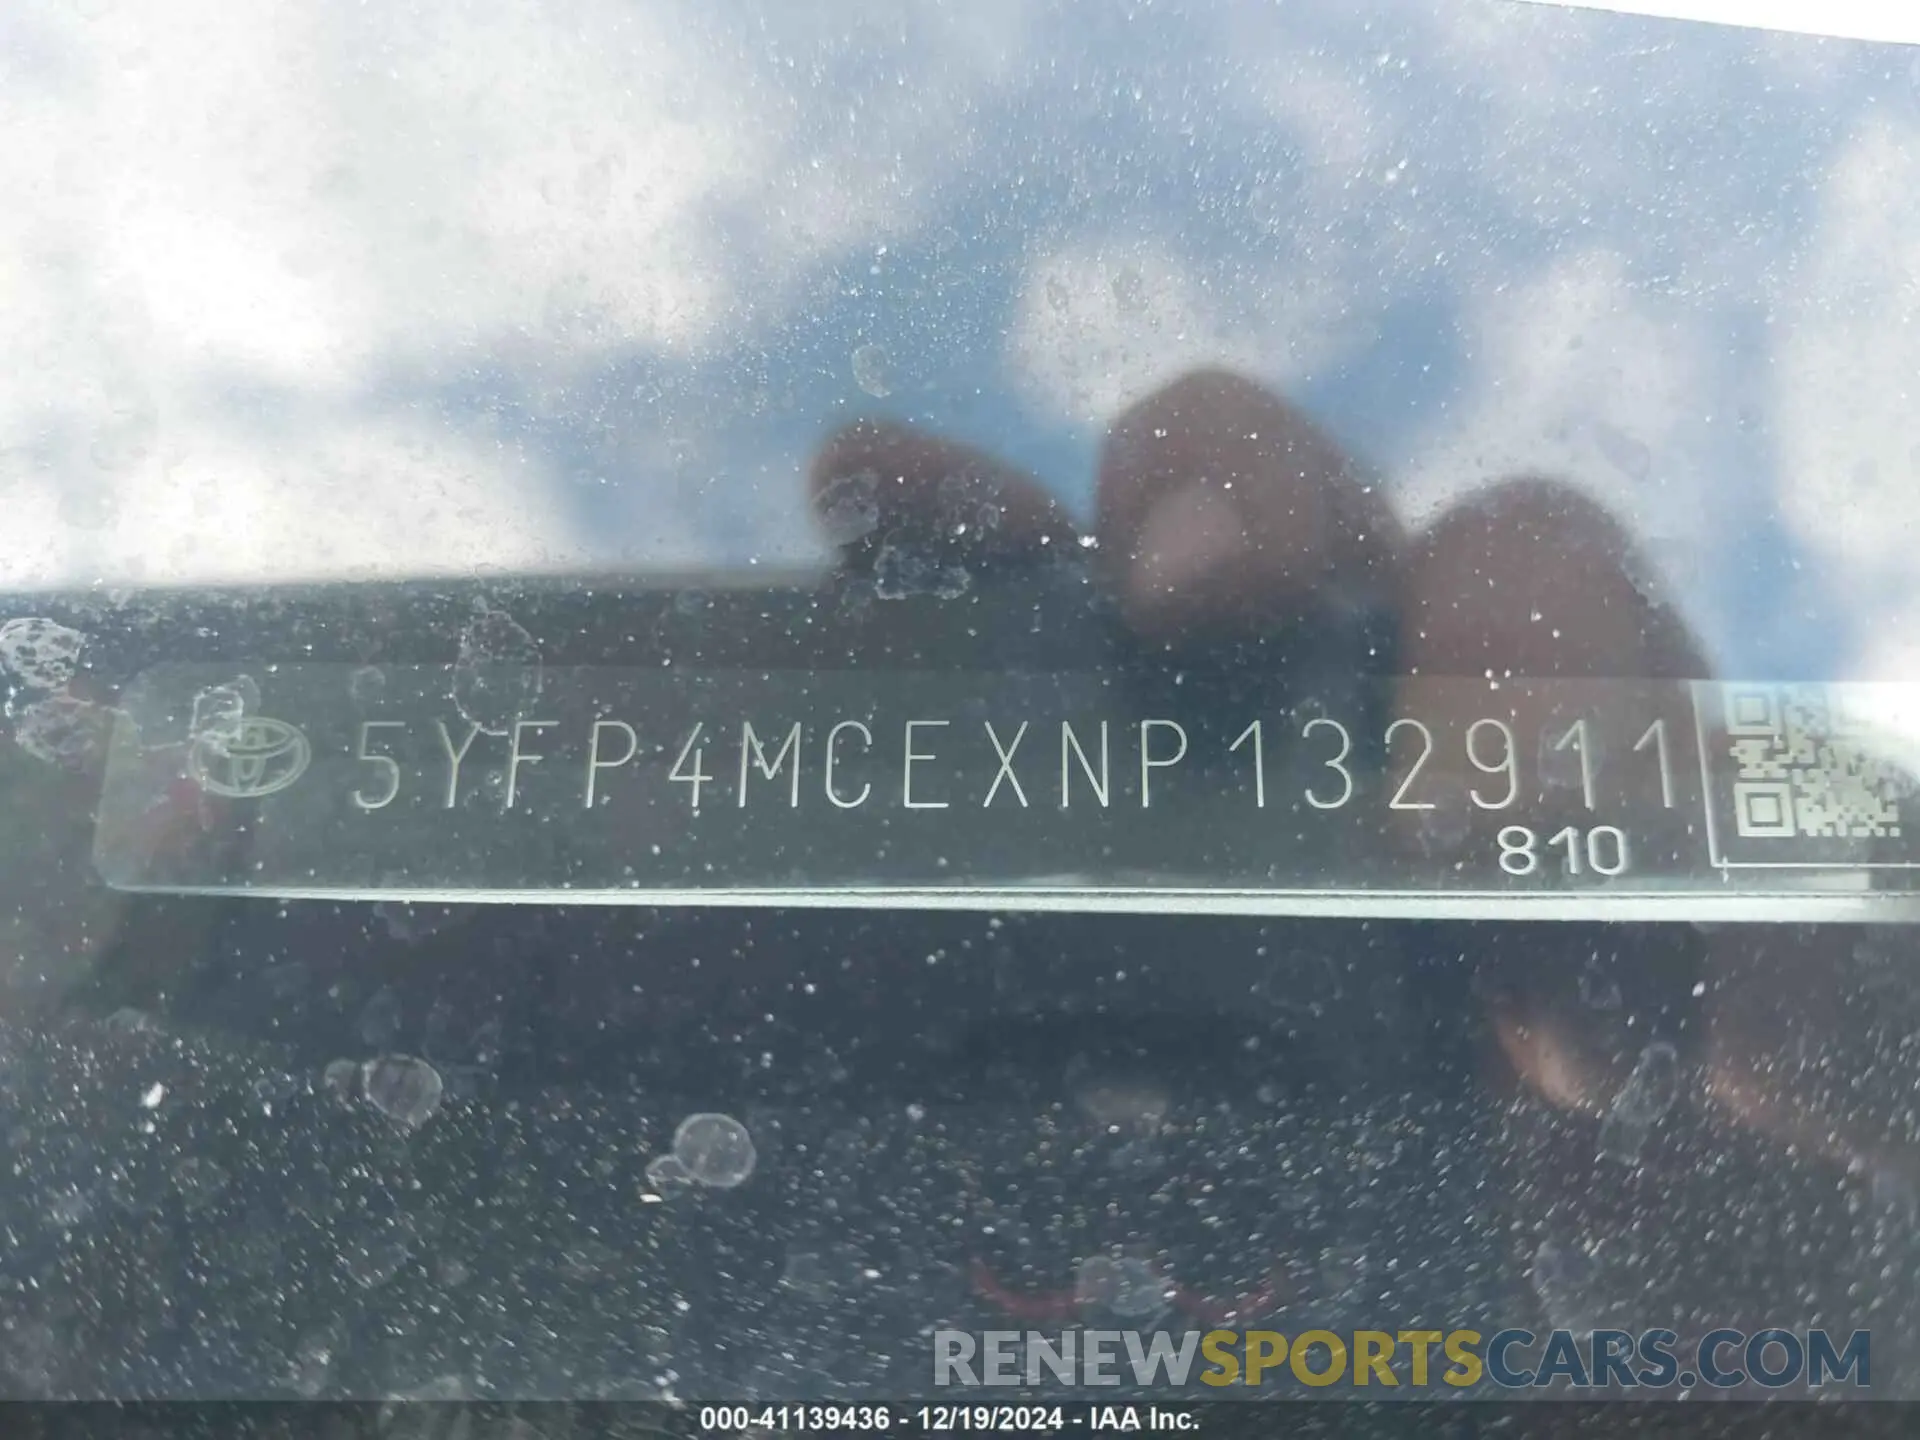 5YFP4MCEXNP132911
810
RENEWSPORTSCARS.COM
000-41139436 - 12/19/2024 - IAA Inc.